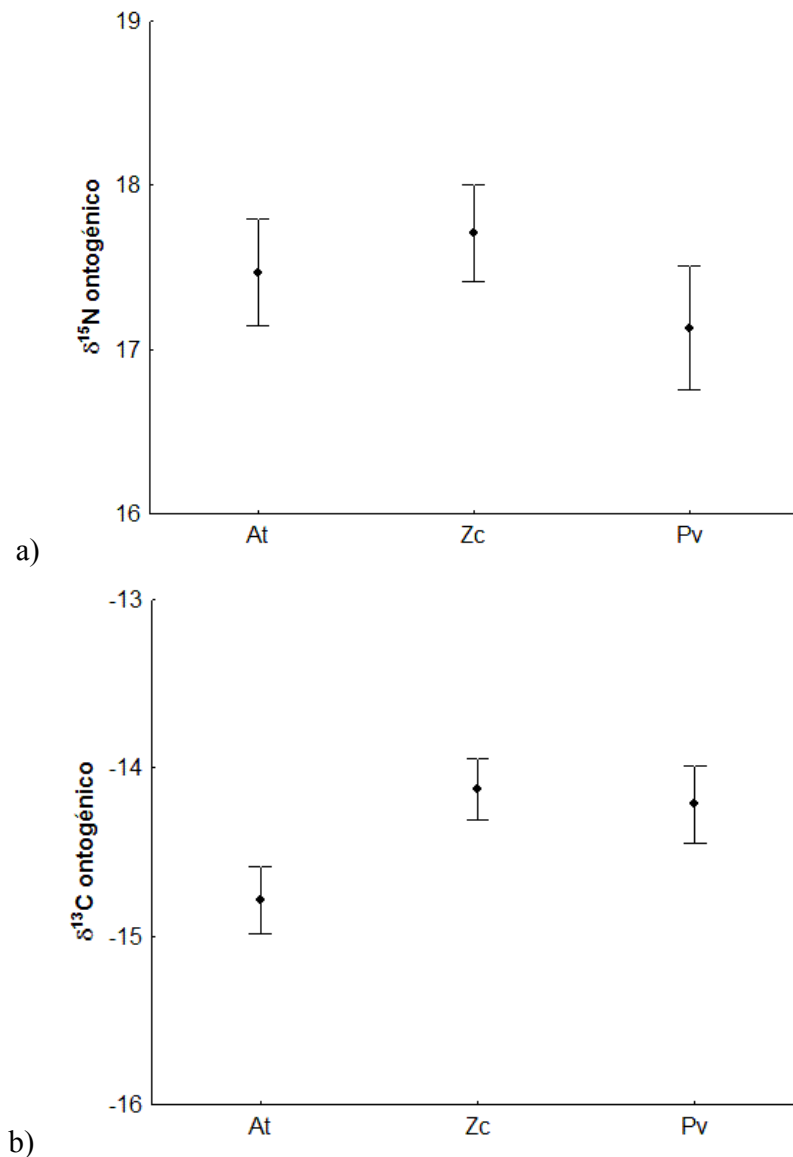 19
18
17
16
δ15N ontogénico
At Zc Pv
a)
-13
-14
-15
-16
δ13C ontogénico
At Zc Pv
b)